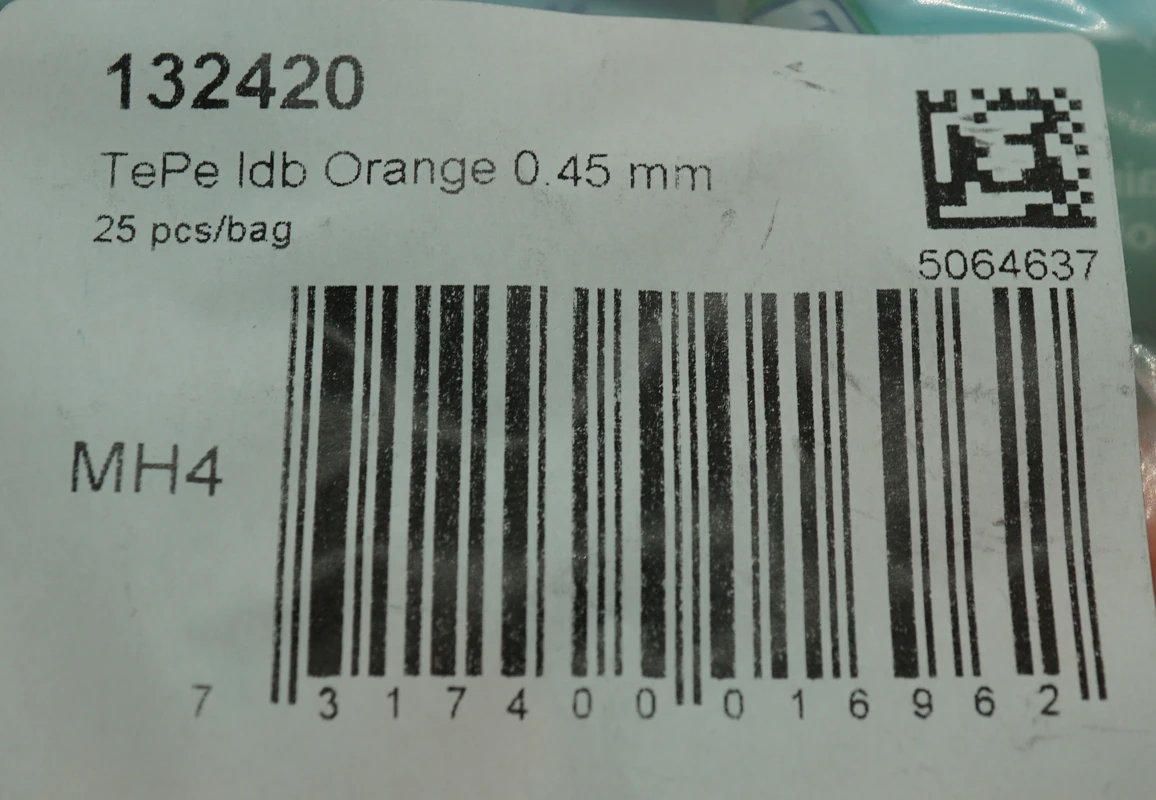 132420
TePe Idb Orange 0.45 mm
25 pcs/bag
5064637
MH4
7 317400 016962